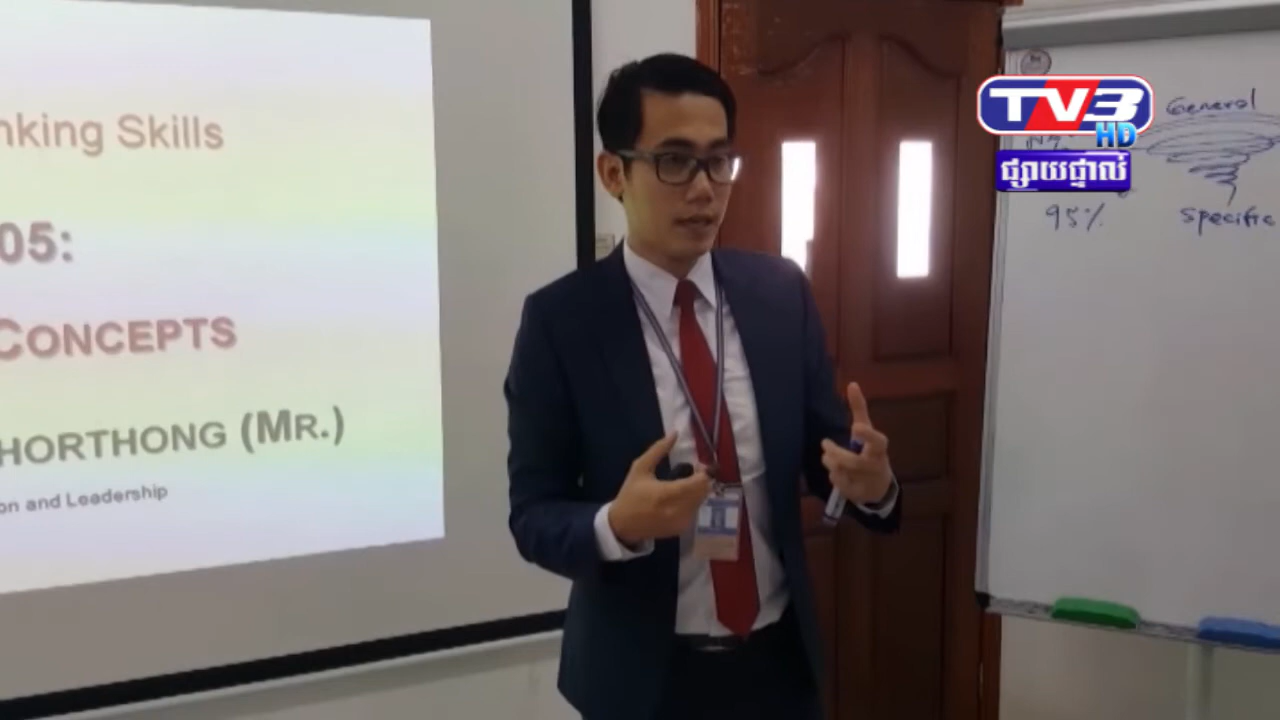 nking Skills
05:
CONCEPTS
HORTHONG (MR.)
on and Leadership
TV3
HD
ផ្សាយផ្ទាល់
General
95%
Specific